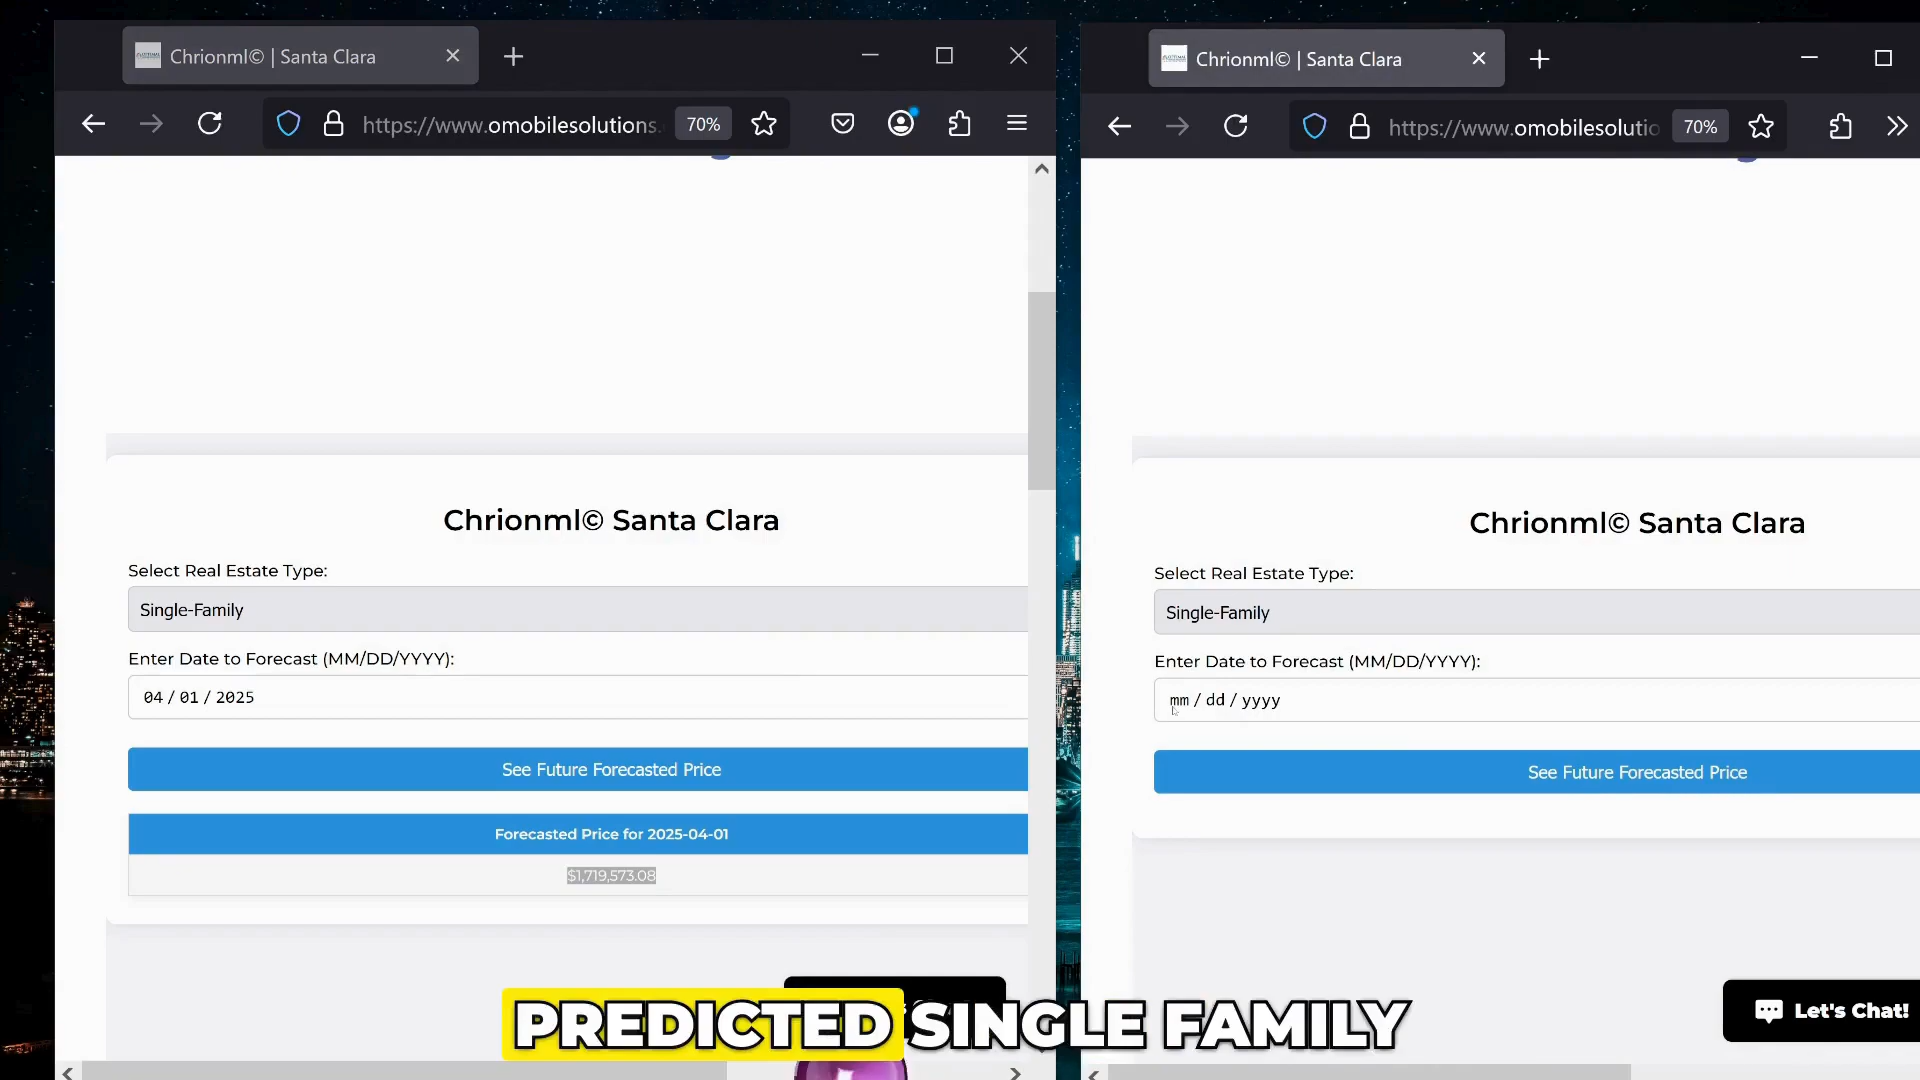 Chrionml© | Santa Clara
https://www.omobilesolutions.
70%
Chrionml© Santa Clara
Select Real Estate Type:
Single-Family
Enter Date to Forecast (MM/DD/YYYY):
04 / 01 / 2025
See Future Forecasted Price
Forecasted Price for 2025-04-01
$1,719,573.08
Chrionml© | Santa Clara
https://www.omobilesolutio
70%
Chrionml© Santa Clara
Select Real Estate Type:
Single-Family
Enter Date to Forecast (MM/DD/YYYY):
mm / dd / yyyy
See Future Forecasted Price
Let's Chat!
PREDICTED SINGLE FAMILY